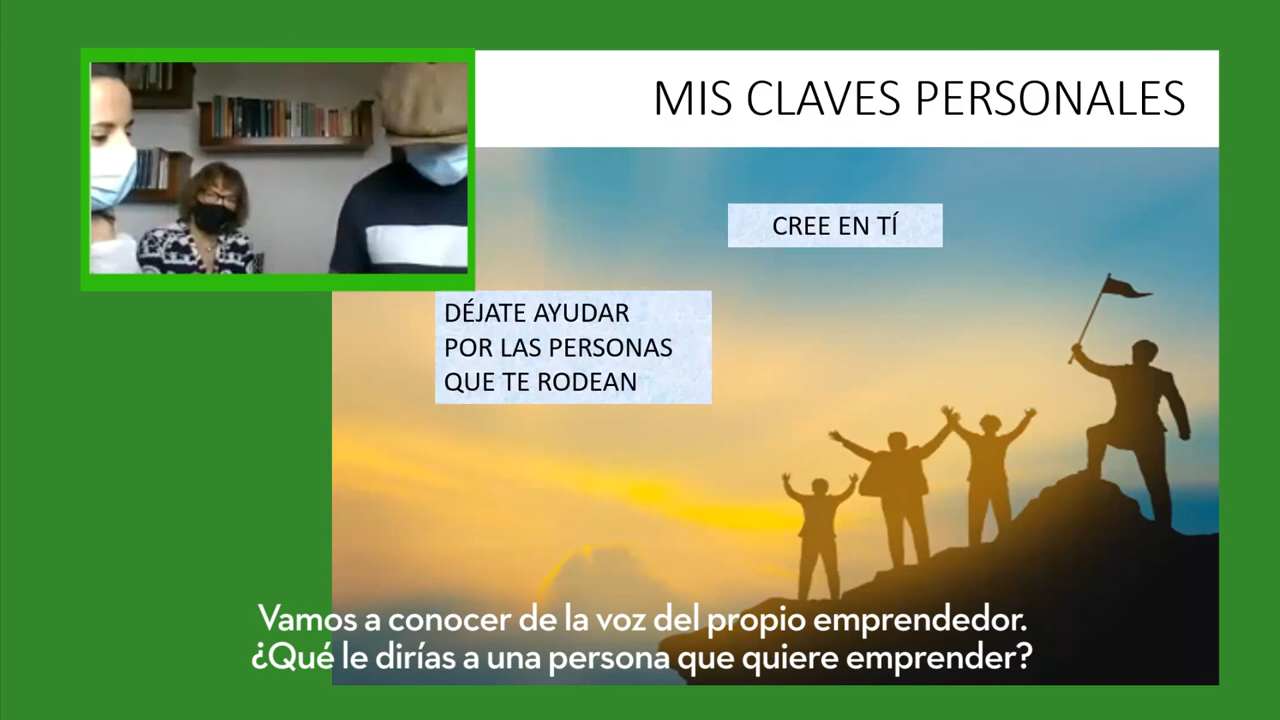 MIS CLAVES PERSONALES
CREE EN TÍ
DÉJATE AYUDAR
POR LAS PERSONAS
QUE TE RODEAN
Vamos a conocer de la voz del propio emprendedor.
¿Qué le dirías a una persona que quiere emprender?